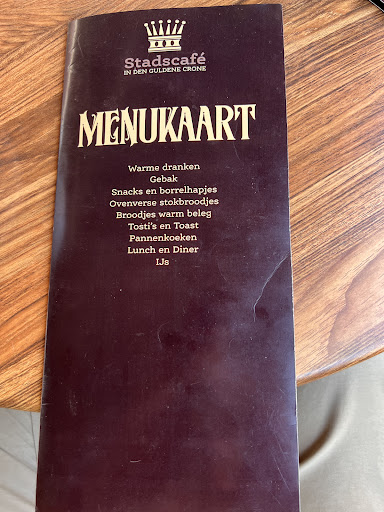 Stadscafé
IN DEN GULDENE CRONE
MENUKAART
Warme dranken
Gebak
Snacks en borrelhapjes
Ovenverse stokbroodjes
Broodjes warm beleg
Tosti's en Toast
Pannenkoeken
Lunch en Diner
IJs